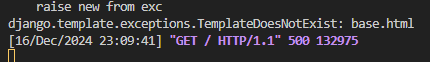 raise new from exc
django.template.exceptions.TemplateDoesNotExist: base.html
[16/Dec/2024 23:09:41] "GET / HTTP/1.1" 500 132975